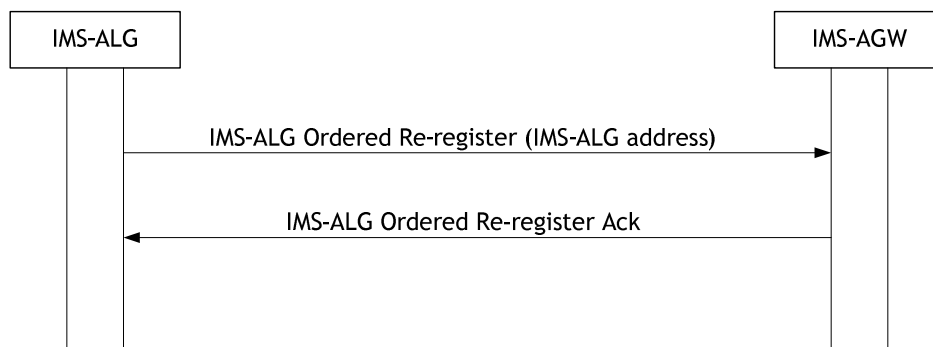 IMS-ALG
IMS-AGW
IMS-ALG Ordered Re-register (IMS-ALG address)
IMS-ALG Ordered Re-register Ack